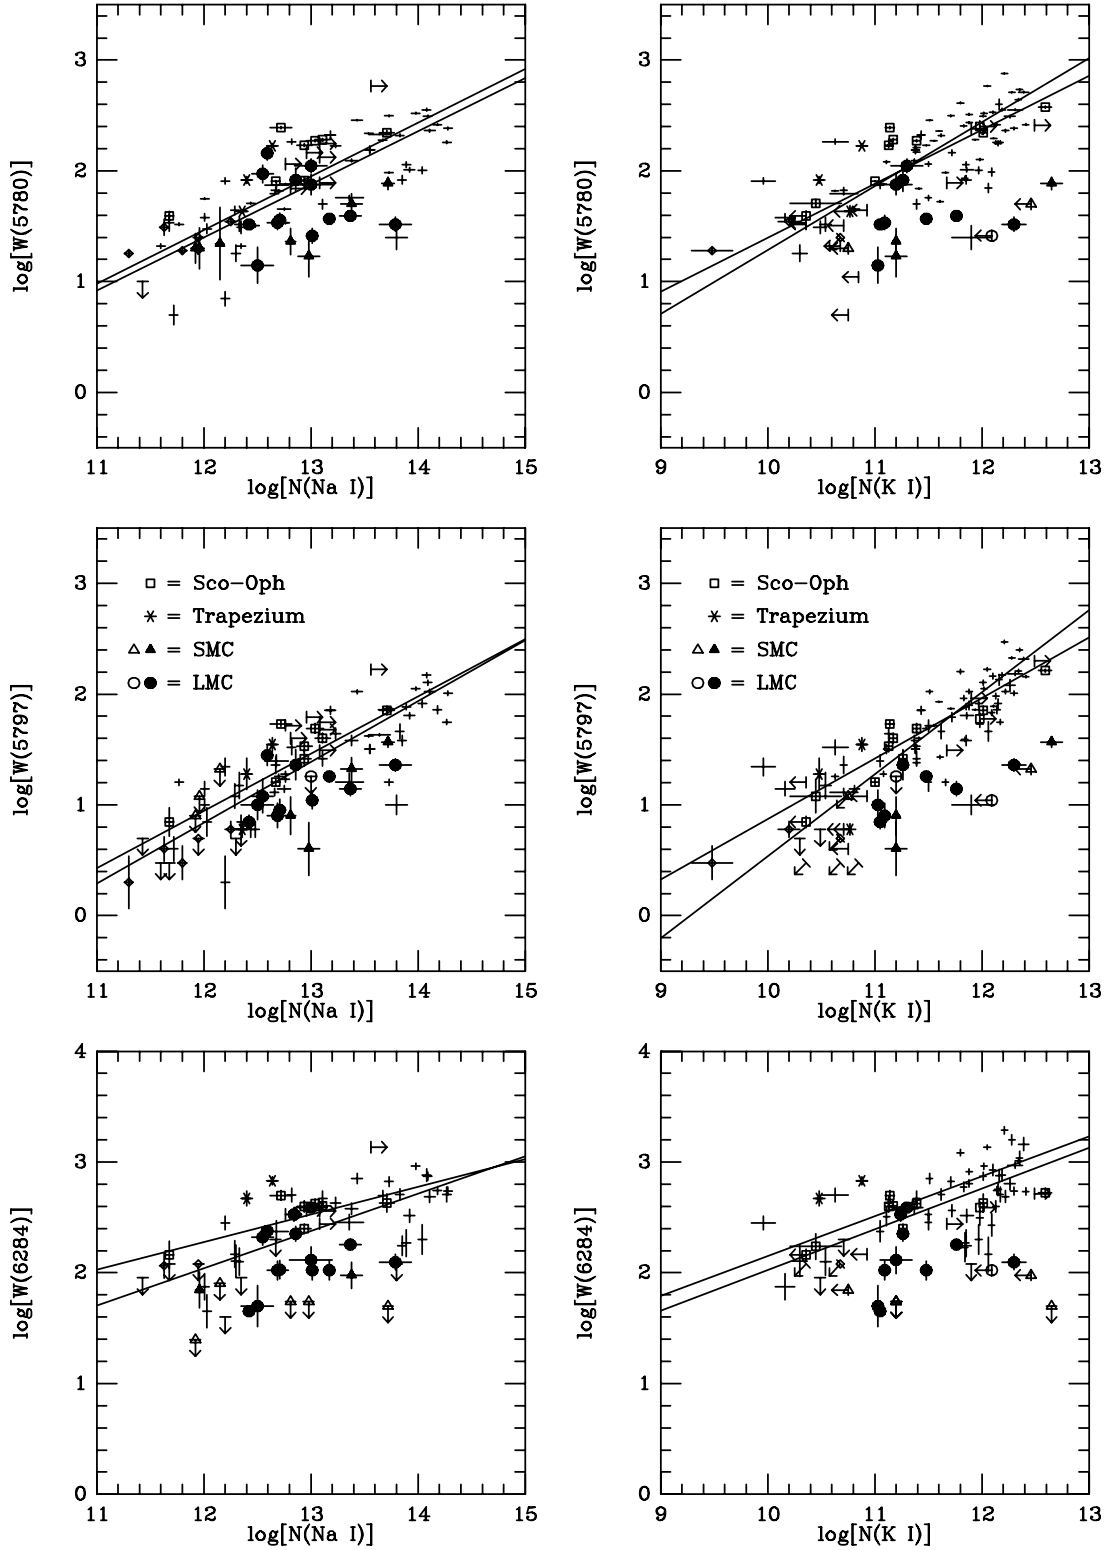 3
2
1
0
log[W(5780)]
11 12 13 14 15
log[N(Na I)]
3
2
1
0
log[W(5780)]
9 10 11 12 13
log[N(K I)]
3
2
1
0
log[W(5797)]
= Sco-Oph
= Trapezium
= SMC
= LMC
11 12 13 14 15
log[N(Na I)]
3
2
1
0
log[W(5797)]
= Sco-Oph
= Trapezium
= SMC
= LMC
9 10 11 12 13
log[N(K I)]
4
3
2
1
0
log[W(6284)]
11 12 13 14 15
log[N(Na I)]
4
3
2
1
0
log[W(6284)]
9 10 11 12 13
log[N(K I)]